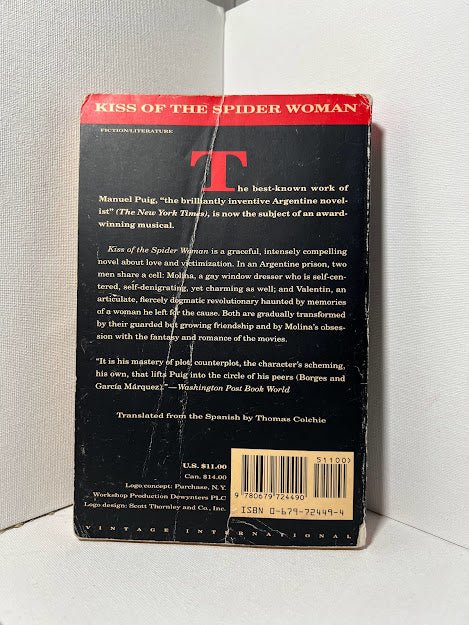 KISS OF THE SPIDER WOMAN
FICTION/LITERATURE
The best-known work of
Manuel Puig, “the brilliantly inventive Argentine novel-
ist” (The New York Times), is now the subject of an award-
winning musical.
Kiss of the Spider Woman is a graceful, intensely compelling
novel about love and victimization. In an Argentine prison, two
men share a cell: Molina, a gay window dresser who is self-cen-
tered, self-denigrating, yet charming as well; and Valentin, an
articulate, fiercely dogmatic revolutionary haunted by memories
of a woman he left for the cause. Both are gradually transformed
by their guarded but growing friendship and by Molina's obses-
sion with the fantasy and romance of the movies.
“It is his mastery of plot, counterplot, the character's scheming,
his own, that lifts Puig into the circle of his peers (Borges and
García Márquez).”—Washington Post Book World
Translated from the Spanish by Thomas Colchie
U.S. $11.00
Can. $14.00
Logo concept: Purchase, N.Y.
Workshop Production Dewynters PLC
Logo design: Scott Thornley and Co., Inc.
51100
9 780679 724490
ISBN 0-679-72449-4
VINTAGE INTERNATIONAL